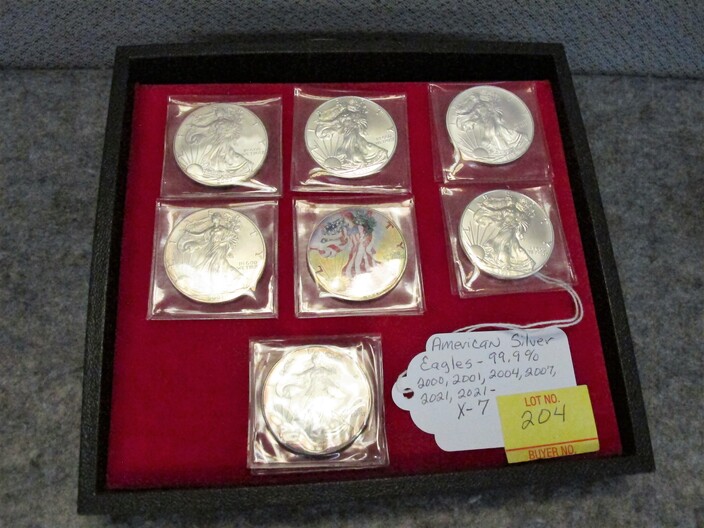 American Silver
Eagles - 99.9%
2000, 2001, 2004, 2007,
2021, 2021 -
X-7
LOT NO.
204
BUYER NO.